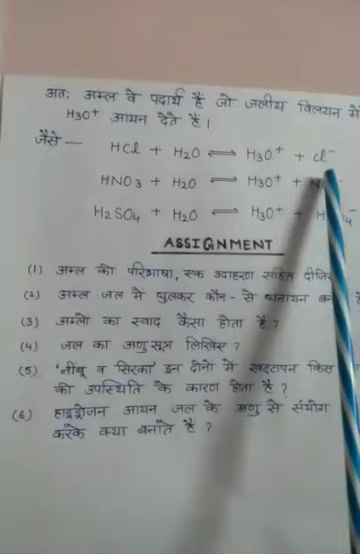 अतः अम्ल वे पदार्थ हैं जो जलीय विलयन में
H3O+ आयन देते हैं।
जैसे — HCl + H2O ⇌ H3O+ + Cl-
HNO3 + H2O ⇌ H3O+ +
H2SO4 + H2O ⇌ H3O+ +
ASSIGNMENT
(1) अम्ल की परिभाषा, एक उदाहरण सहित
(2) अम्ल जल में घुलकर कौन-से धनायन
(3) अम्लों का स्वाद कैसा होता है?
(4) जल का अणुसूत्र लिखिए?
(5) 'नींबू व सिरका' इन दोनों में खट्टापन किस
की उपस्थिति के कारण होता है?
(6) हाइड्रोजन आयन जल के अणु से संयोग
करके क्या बनाते हैं?